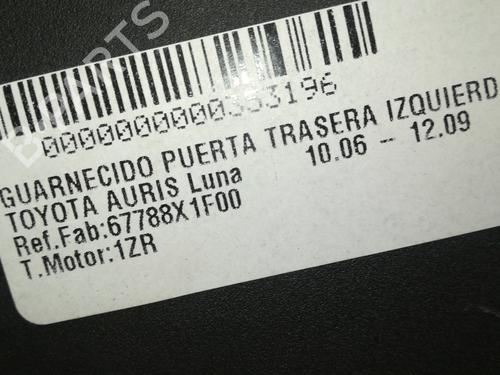 000000000353196
GUARNECIDO PUERTA TRASERA IZQUIERD
TOYOTA AURIS Luna 10.06 - 12.09
Ref.Fab:67788X1F00
T.Motor:1ZR